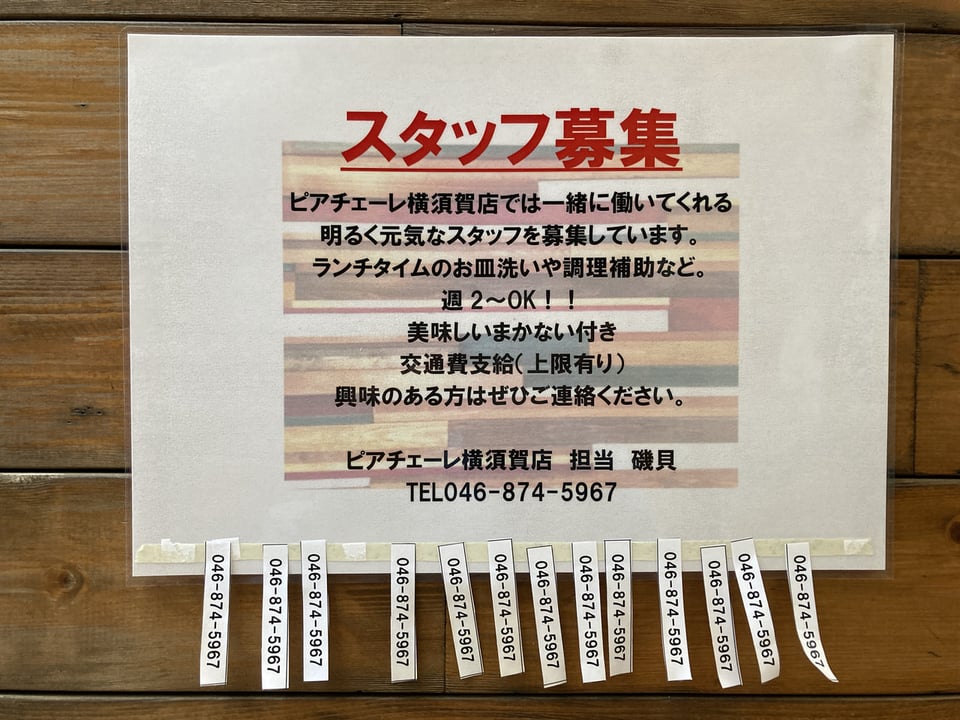 スタッフ募集
ピアチェーレ横須賀店では一緒に働いてくれる
明るく元気なスタッフを募集しています。
ランチタイムのお皿洗いや調理補助など。
週2～OK！！
美味しいまかない付き
交通費支給（上限有り）
興味のある方はぜひご連絡ください。
ピアチェーレ横須賀店 担当 磯貝
TEL046-874-5967
046-874-5967
046-874-5967
046-874-5967
046-874-5967
046-874-5967
046-874-5967
046-874-5967
046-874-5967
046-874-5967
046-874-5967
046-874-5967
046-874-5967
046-874-5967